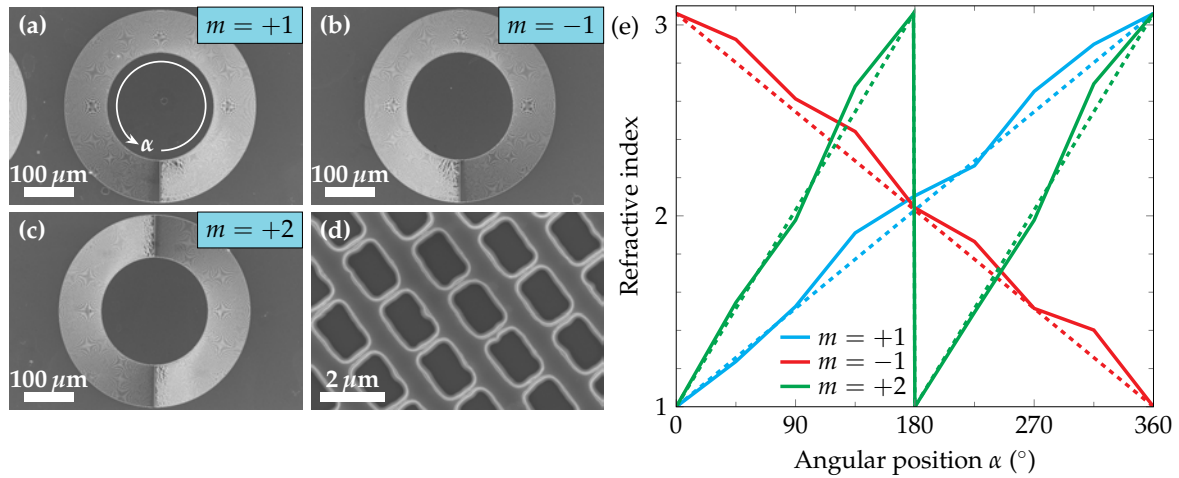 (a)
m = +1
α
100 μm
(b)
m = −1
100 μm
(c)
m = +2
100 μm
(d)
2 μm
(e)
Refractive index
3
2
1
m = +1
m = −1
m = +2
0
90
180
270
360
Angular position α (°)